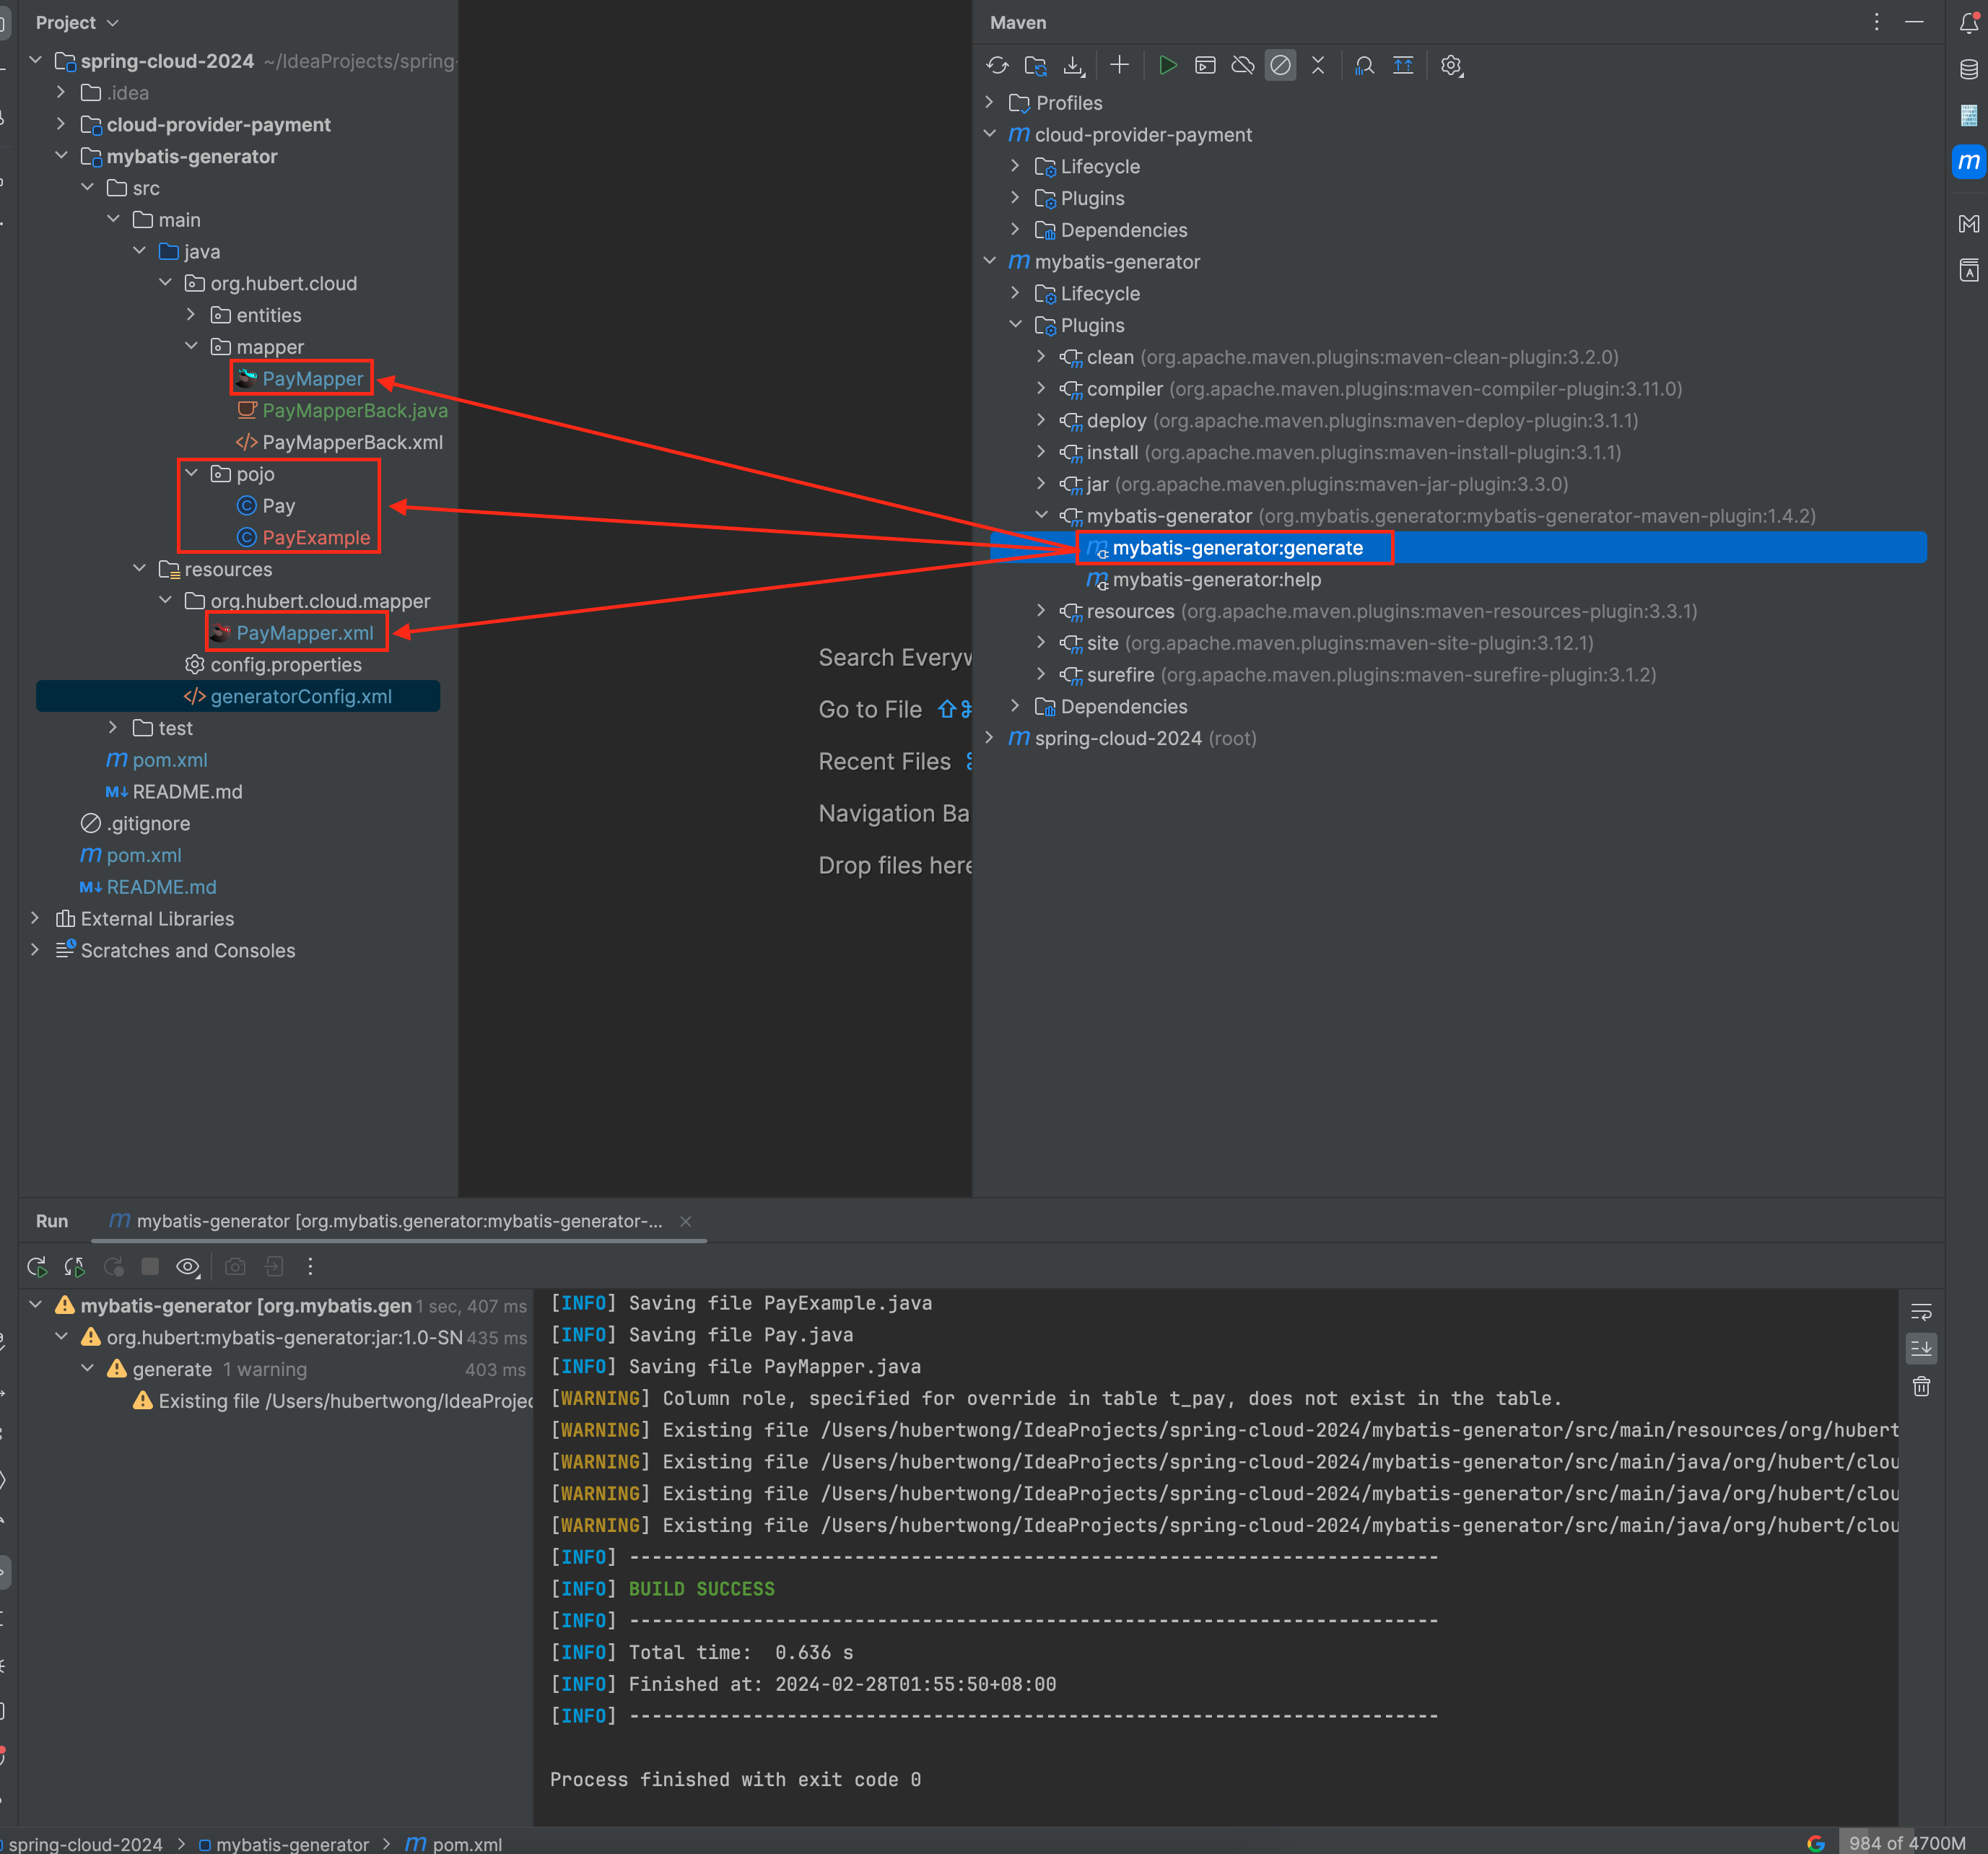 Project
spring-cloud-2024 ~/IdeaProjects/spring-
.idea
cloud-provider-payment
mybatis-generator
src
main
java
org.hubert.cloud
entities
mapper
PayMapper
PayMapperBack.java
PayMapperBack.xml
pojo
Pay
PayExample
resources
org.hubert.cloud.mapper
PayMapper.xml
config.properties
generatorConfig.xml
test
pom.xml
README.md
.gitignore
pom.xml
README.md
External Libraries
Scratches and Consoles
Search Everyw
Go to File
Recent Files
Navigation Ba
Drop files here
Maven
Profiles
cloud-provider-payment
Lifecycle
Plugins
Dependencies
mybatis-generator
Lifecycle
Plugins
clean (org.apache.maven.plugins:maven-clean-plugin:3.2.0)
compiler (org.apache.maven.plugins:maven-compiler-plugin:3.11.0)
deploy (org.apache.maven.plugins:maven-deploy-plugin:3.1.1)
install (org.apache.maven.plugins:maven-install-plugin:3.1.1)
jar (org.apache.maven.plugins:maven-jar-plugin:3.3.0)
mybatis-generator (org.mybatis.generator:mybatis-generator-maven-plugin:1.4.2)
mybatis-generator:generate
mybatis-generator:help
resources (org.apache.maven.plugins:maven-resources-plugin:3.3.1)
site (org.apache.maven.plugins:maven-site-plugin:3.12.1)
surefire (org.apache.maven.plugins:maven-surefire-plugin:3.1.2)
Dependencies
spring-cloud-2024 (root)
Run mybatis-generator [org.mybatis.generator:mybatis-generator-...
mybatis-generator [org.mybatis.gen 1 sec, 407 ms
org.hubert:mybatis-generator:jar:1.0-SN 435 ms
generate 1 warning 403 ms
Existing file /Users/hubertwong/IdeaProjec
[INFO] Saving file PayExample.java
[INFO] Saving file Pay.java
[INFO] Saving file PayMapper.java
[WARNING] Column role, specified for override in table t_pay, does not exist in the table.
[WARNING] Existing file /Users/hubertwong/IdeaProjects/spring-cloud-2024/mybatis-generator/src/main/resources/org/hubert
[WARNING] Existing file /Users/hubertwong/IdeaProjects/spring-cloud-2024/mybatis-generator/src/main/java/org/hubert/clou
[WARNING] Existing file /Users/hubertwong/IdeaProjects/spring-cloud-2024/mybatis-generator/src/main/java/org/hubert/clou
[WARNING] Existing file /Users/hubertwong/IdeaProjects/spring-cloud-2024/mybatis-generator/src/main/java/org/hubert/clou
[INFO] ------------------------------------------------------------------------
[INFO] BUILD SUCCESS
[INFO] ------------------------------------------------------------------------
[INFO] Total time:  0.636 s
[INFO] Finished at: 2024-02-28T01:55:50+08:00
[INFO] ------------------------------------------------------------------------
Process finished with exit code 0
spring-cloud-2024 > mybatis-generator > pom.xml
984 of 4700M